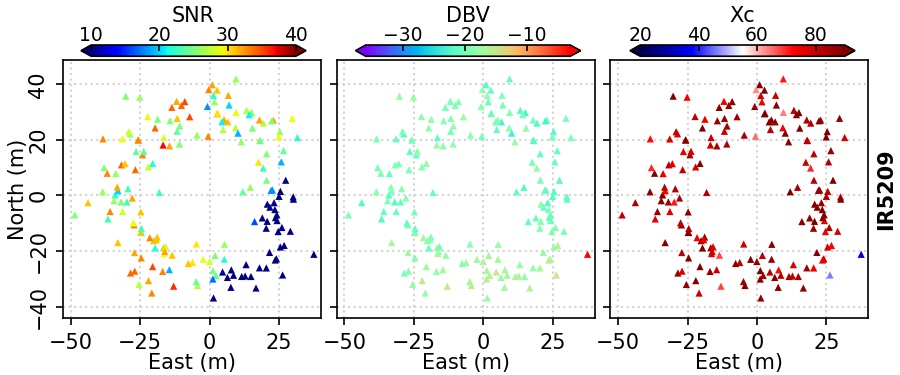 SNR DBV Xc
10 20 30 40 −30 −20 −10 20 40 60 80
40
20
0
−20
−40
North (m)
IR5209
−50 −25 0 25 −50 −25 0 25 −50 −25 0 25
East (m) East (m) East (m)